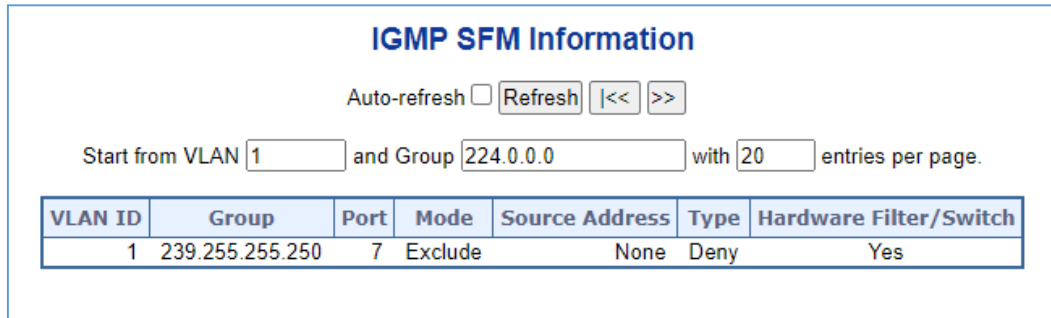 IGMP SFM Information
Auto-refresh Refresh |<< >>
Start from VLAN 1 and Group 224.0.0.0 with 20 entries per page.
VLAN ID Group Port Mode Source Address Type Hardware Filter/Switch
1 239.255.255.250 7 Exclude None Deny Yes